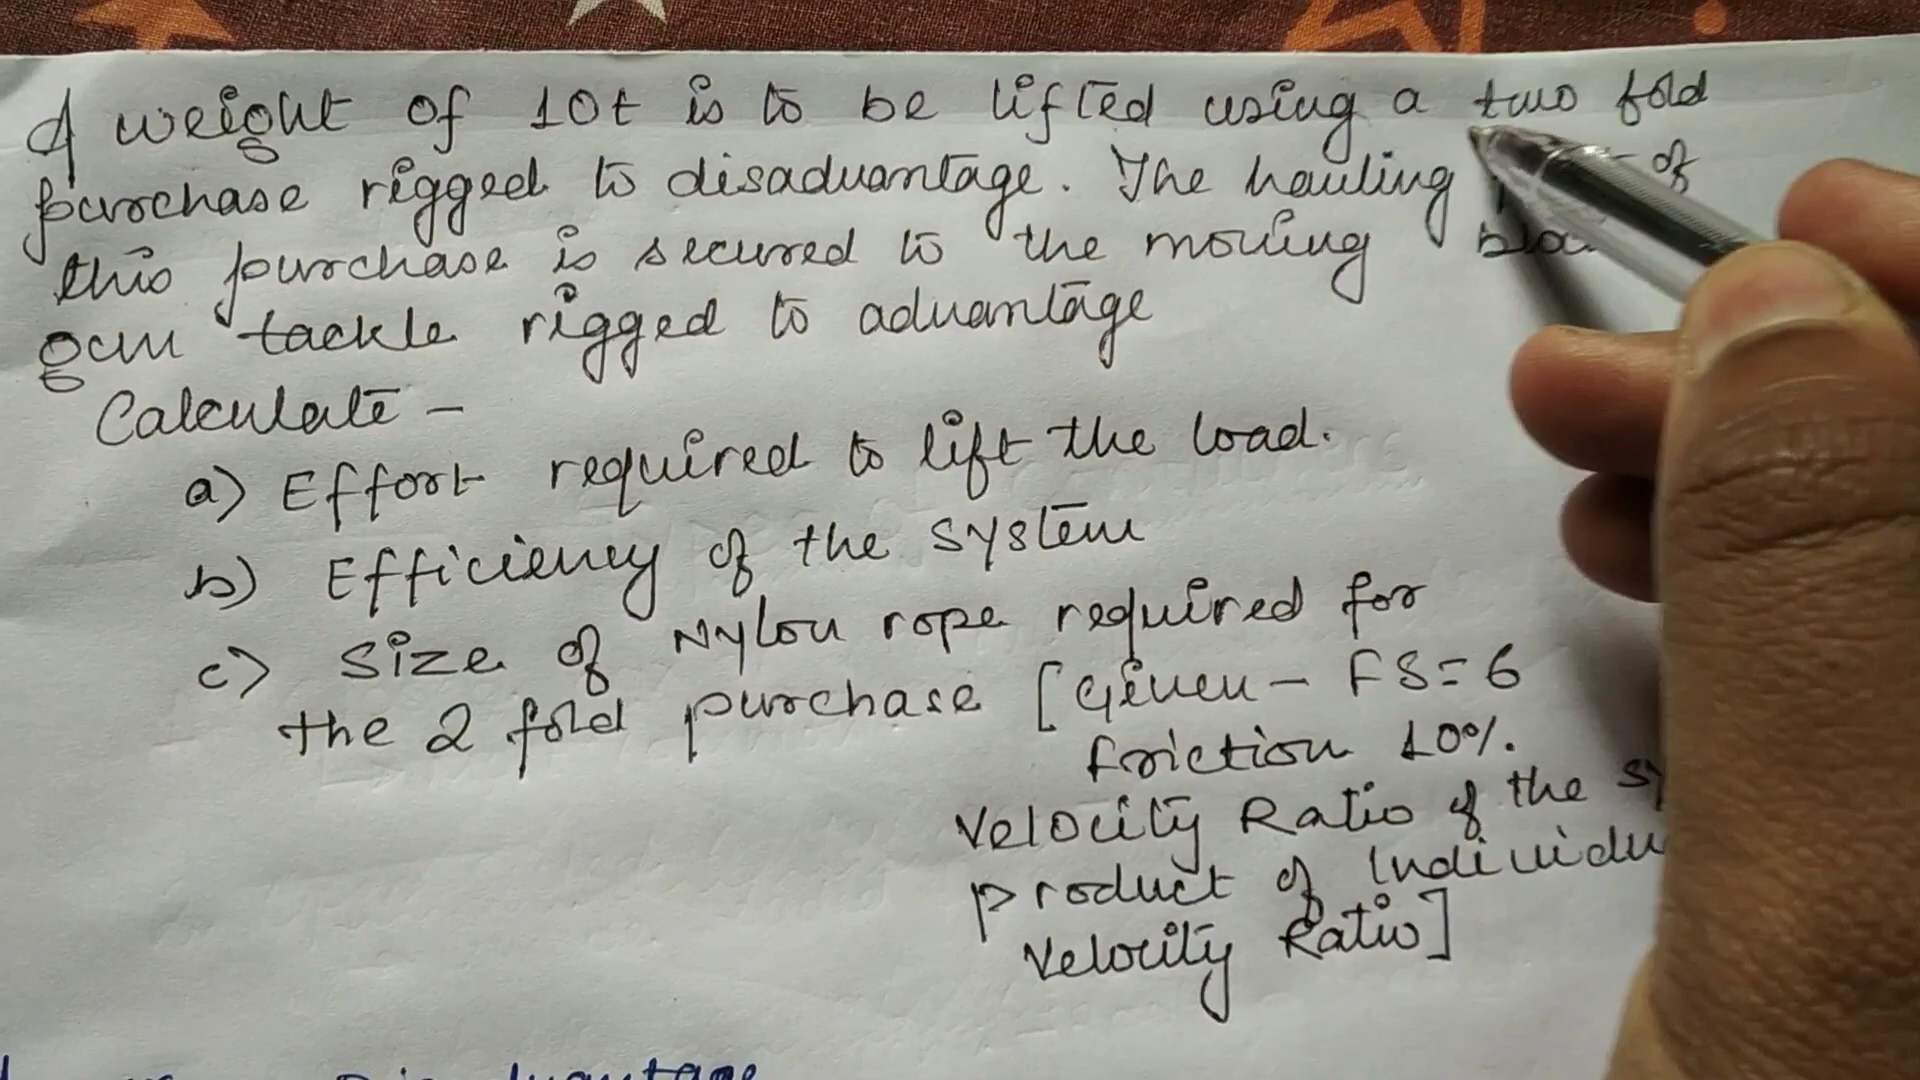 A weight of 10t is to be lifted using a two fold
purchase rigged to disadvantage. The hauling of
this purchase is secured to the moving
gun tackle rigged to advantage
Calculate -
a) Effort required to lift the load.
b) Efficiency of the system
c) Size of Nylon rope required for
the 2 fold purchase [Given - FS = 6
friction 10%.
Velocity Ratio of the
product of
Velocity Ratio]